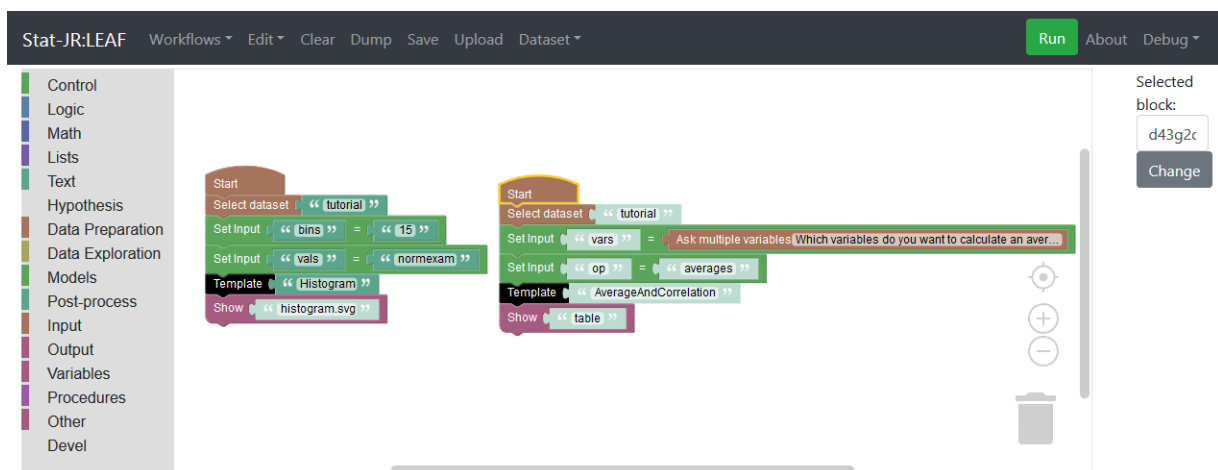 Stat-JR:LEAF Workflows Edit Clear Dump Save Upload Dataset Run About Debug
Control
Logic
Math
Lists
Text
Hypothesis
Data Preparation
Data Exploration
Models
Post-process
Input
Output
Variables
Procedures
Other
Devel
Start
Select dataset “ tutorial ”
Set Input “ bins ” = “ 15 ”
Set Input “ vals ” = “ normexam ”
Template “ Histogram ”
Show “ histogram.svg ”
Start
Select dataset “ tutorial ”
Set Input “ vars ” = Ask multiple variables Which variables do you want to calculate an aver...
Set Input “ op ” = “ averages ”
Template “ AverageAndCorrelation ”
Show “ table ”
Selected
block:
d43g2c
Change